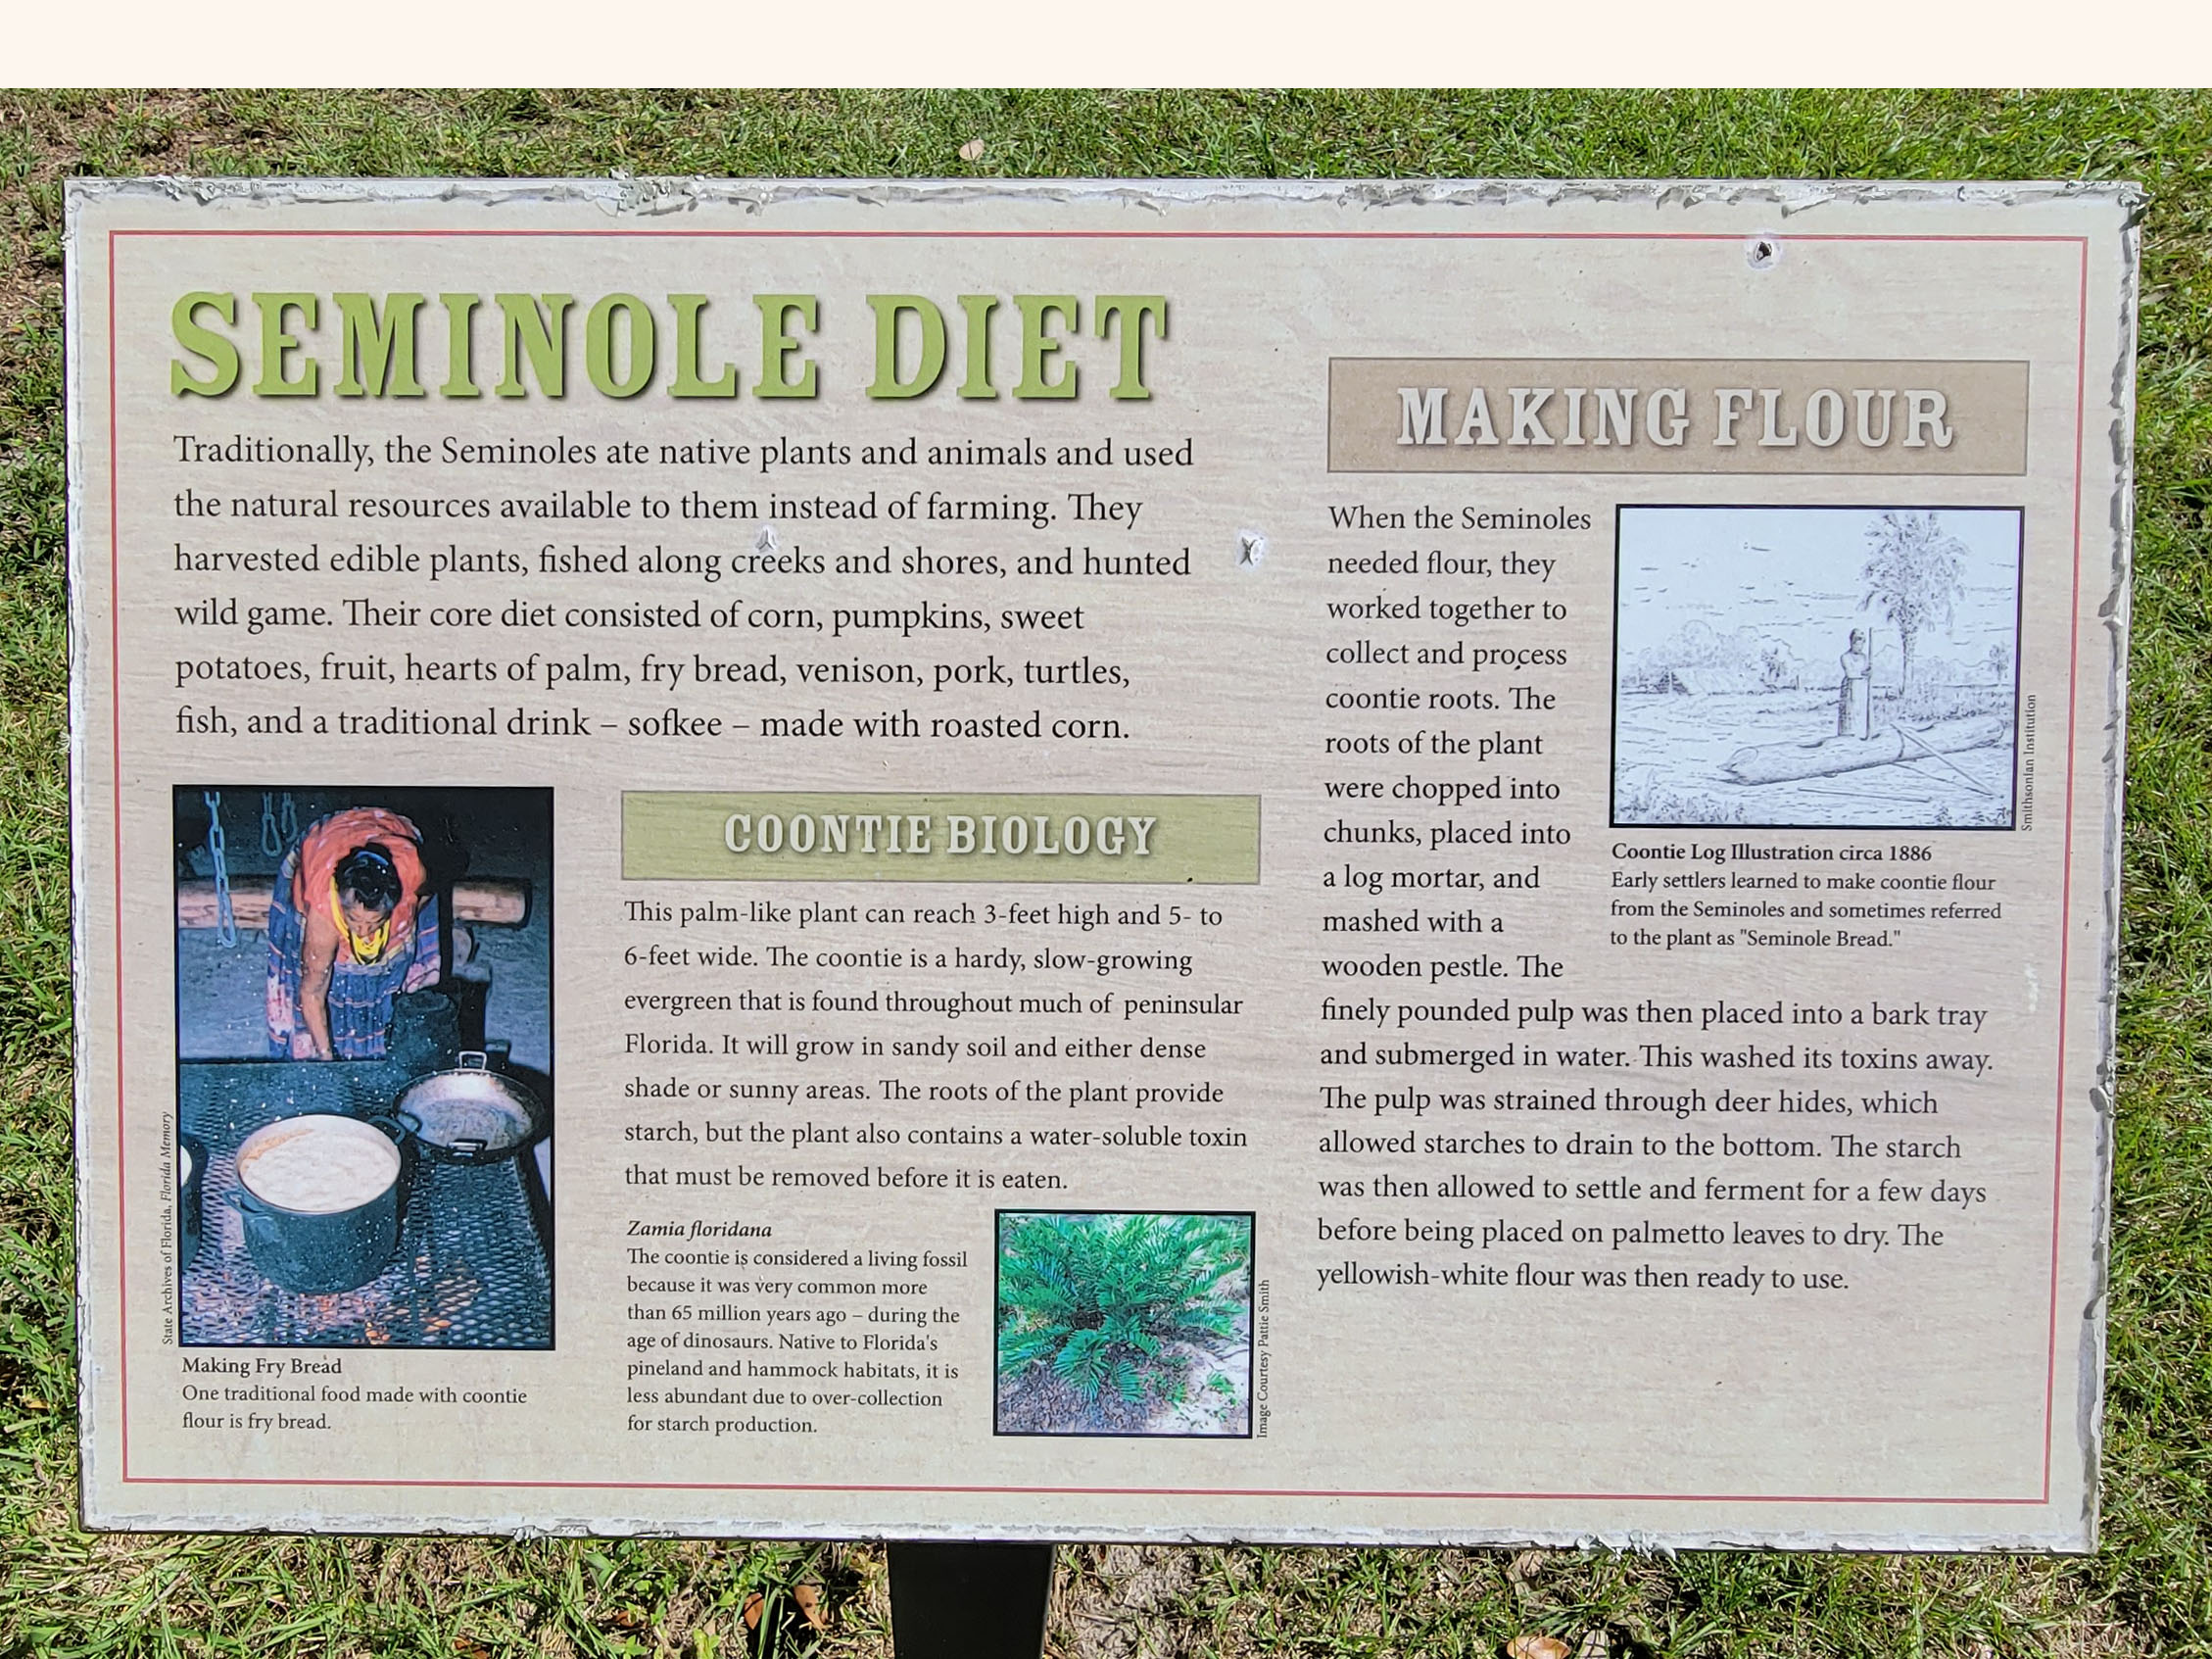 SEMINOLE DIET
Traditionally, the Seminoles ate native plants and animals and used
the natural resources available to them instead of farming. They
harvested edible plants, fished along creeks and shores, and hunted
wild game. Their core diet consisted of corn, pumpkins, sweet
potatoes, fruit, hearts of palm, fry bread, venison, pork, turtles,
fish, and a traditional drink – sofkee – made with roasted corn.
State Archives of Florida, Florida Memory
Making Fry Bread
One traditional food made with coontie
flour is fry bread.
COONTIE BIOLOGY
This palm-like plant can reach 3-feet high and 5- to
6-feet wide. The coontie is a hardy, slow-growing
evergreen that is found throughout much of peninsular
Florida. It will grow in sandy soil and either dense
shade or sunny areas. The roots of the plant provide
starch, but the plant also contains a water-soluble toxin
that must be removed before it is eaten.
Zamia floridana
The coontie is considered a living fossil
because it was very common more
than 65 million years ago – during the
age of dinosaurs. Native to Florida's
pineland and hammock habitats, it is
less abundant due to over-collection
for starch production.
Image Courtesy Pattie Smith
MAKING FLOUR
When the Seminoles
needed flour, they
worked together to
collect and process
coontie roots. The
roots of the plant
were chopped into
chunks, placed into
a log mortar, and
mashed with a
wooden pestle. The
finely pounded pulp was then placed into a bark tray
and submerged in water. This washed its toxins away.
The pulp was strained through deer hides, which
allowed starches to drain to the bottom. The starch
was then allowed to settle and ferment for a few days
before being placed on palmetto leaves to dry. The
yellowish-white flour was then ready to use.
Smithsonian Institution
Coontie Log Illustration circa 1886
Early settlers learned to make coontie flour
from the Seminoles and sometimes referred
to the plant as "Seminole Bread."